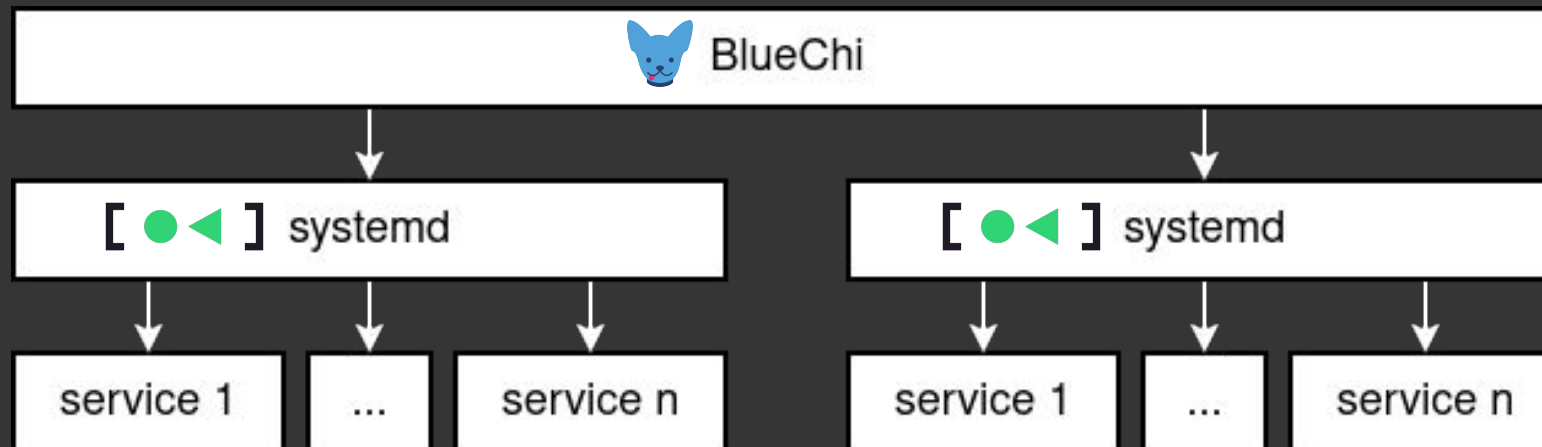 BlueChi
[ ] systemd
[ ] systemd
service 1
...
service n
service 1
...
service n